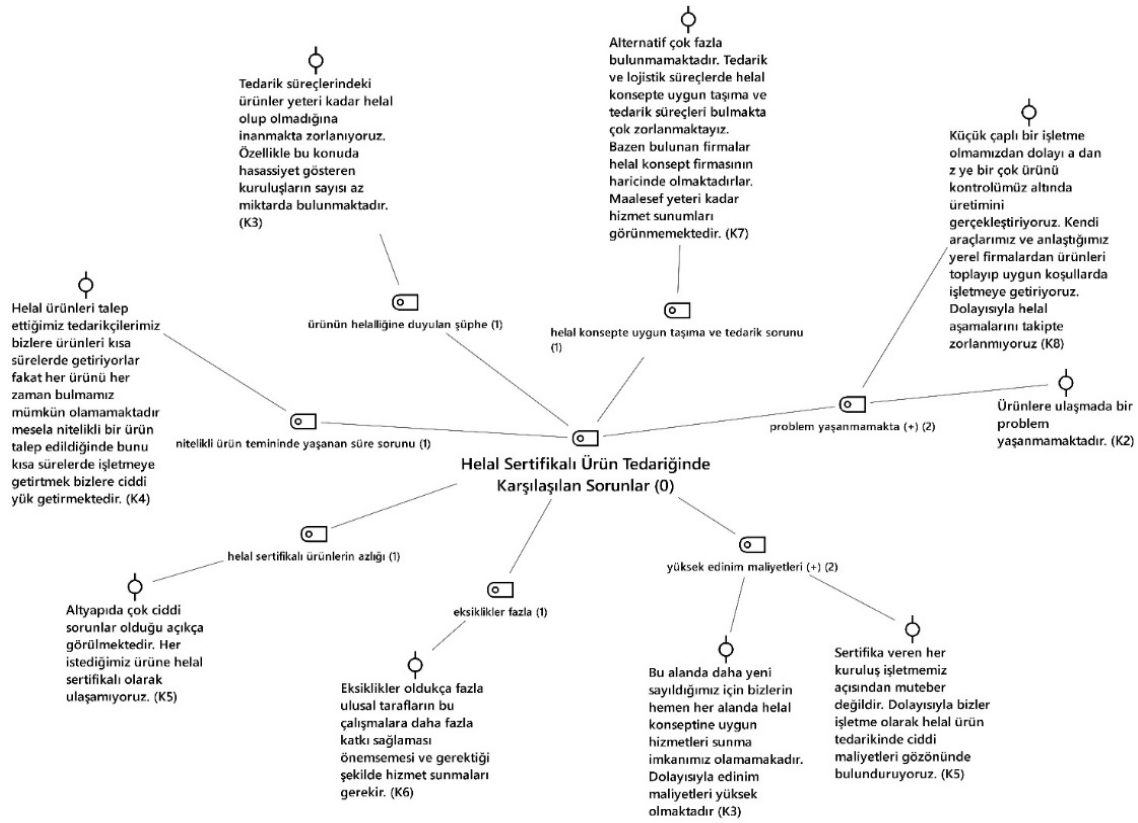 Tedarik süreçlerindeki
ürünler yeteri kadar helal
olup olmadığına
inanmakta zorlanıyoruz.
Özellikle bu konuda
hasassiyet gösteren
kuruluşların sayısı az
miktarda bulunmaktadır.
(K3)
Alternatif çok fazla
bulunmamaktadır. Tedarik
ve lojistik süreçlerde helal
konsepte uygun taşıma ve
tedarik süreçleri bulmakta
çok zorlanmaktayız.
Bazen bulunan firmalar
helal konsept firmasının
haricinde olmaktadırlar.
Maalesef yeteri kadar
hizmet sunumları
görünmemektedir. (K7)
Küçük çaplı bir işletme
olmamızdan dolayı a dan
z ye bir çok ürünü
kontrolümüz altında
üretimini
gerçekleştiriyoruz. Kendi
araçlarımız ve anlaştığımız
yerel firmalardan ürünleri
toplayıp uygun koşullarda
işletmeye getiriyoruz.
Dolayısıyla helal
aşamalarını takipte
zorlanmıyoruz (K8)
Helal ürünleri talep
ettiğimiz tedarikçilerimiz
bizlere ürünleri kısa
sürelerde getiriyorlar
fakat her ürünü her
zaman bulmamız
mümkün olamamaktadır
mesela nitelikli bir ürün
talep edildiğinde bunu
kısa sürelerde işletmeye
getirtmek bizlere ciddi
yük getirmektedir. (K4)
ürünün helalliğine duyulan şüphe (1)
helal konsepte uygun taşıma ve tedarik sorunu
(1)
nitelikli ürün temininde yaşanan süre sorunu (1)
problem yaşanmamakta (+) (2)
Ürünlere ulaşmada bir
problem
yaşanmamaktadır. (K2)
Helal Sertifikalı Ürün Tedariğinde
Karşılaşılan Sorunlar (0)
helal sertifikalı ürünlerin azlığı (1)
eksiklikler fazla (1)
yüksek edinim maliyetleri (+) (2)
Altyapıda çok ciddi
sorunlar olduğu açıkça
görülmektedir. Her
istediğimiz ürüne helal
sertifikalı olarak
ulaşamıyoruz. (K5)
Eksiklikler oldukça fazla
ulusal tarafların bu
çalışmalara daha fazla
katkı sağlaması
önemsemesi ve gerektiği
şekilde hizmet sunmaları
gerekir. (K6)
Bu alanda daha yeni
sayıldığımız için bizlerin
hemen her alanda helal
konseptine uygun
hizmetleri sunma
imkanımız olamamakadır.
Dolayısıyla edinim
maliyetleri yüksek
olmaktadır (K3)
Sertifika veren her
kuruluş işletmemiz
açısından muteber
değildir. Dolayısıyla bizler
işletme olarak helal ürün
tedarikinde ciddi
maliyetleri gözönünde
bulunduruyoruz. (K5)